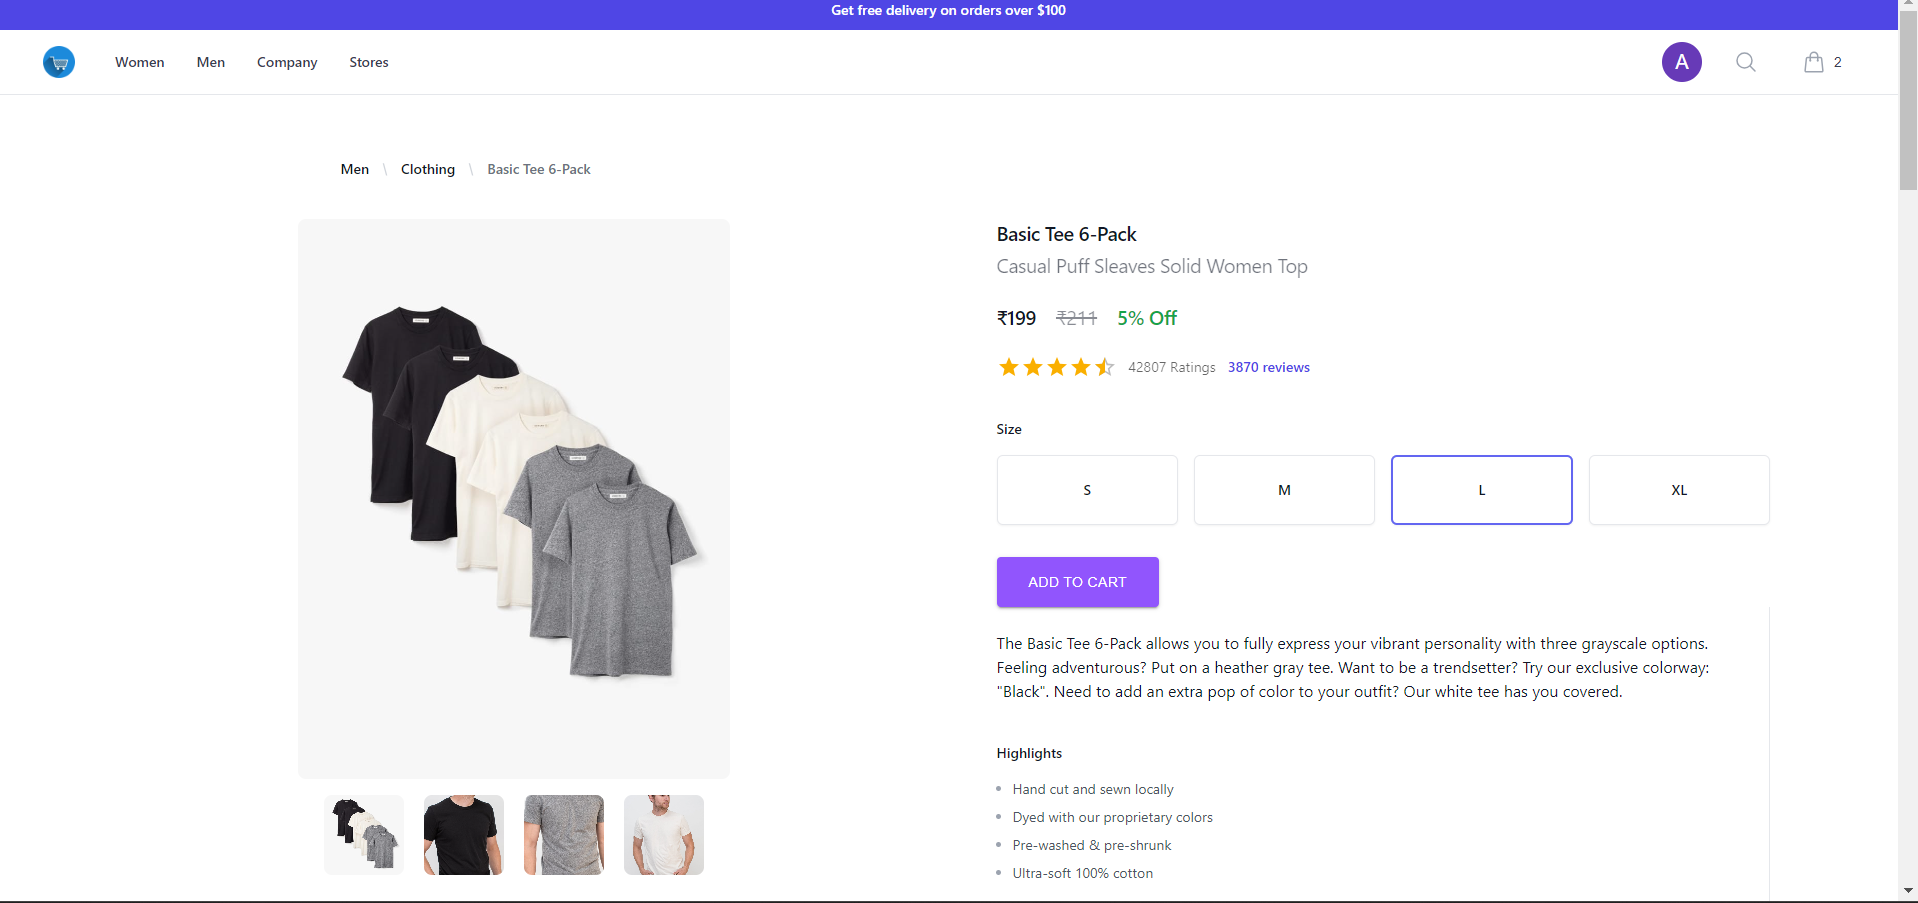 Get free delivery on orders over $100
Women Men Company Stores A 2
Men \ Clothing \ Basic Tee 6-Pack
Basic Tee 6-Pack
Casual Puff Sleaves Solid Women Top
₹199 ₹211 5% Off
42807 Ratings 3870 reviews
Size
S M L XL
ADD TO CART
The Basic Tee 6-Pack allows you to fully express your vibrant personality with three grayscale options.
Feeling adventurous? Put on a heather gray tee. Want to be a trendsetter? Try our exclusive colorway:
"Black". Need to add an extra pop of color to your outfit? Our white tee has you covered.
Highlights
Hand cut and sewn locally
Dyed with our proprietary colors
Pre-washed & pre-shrunk
Ultra-soft 100% cotton